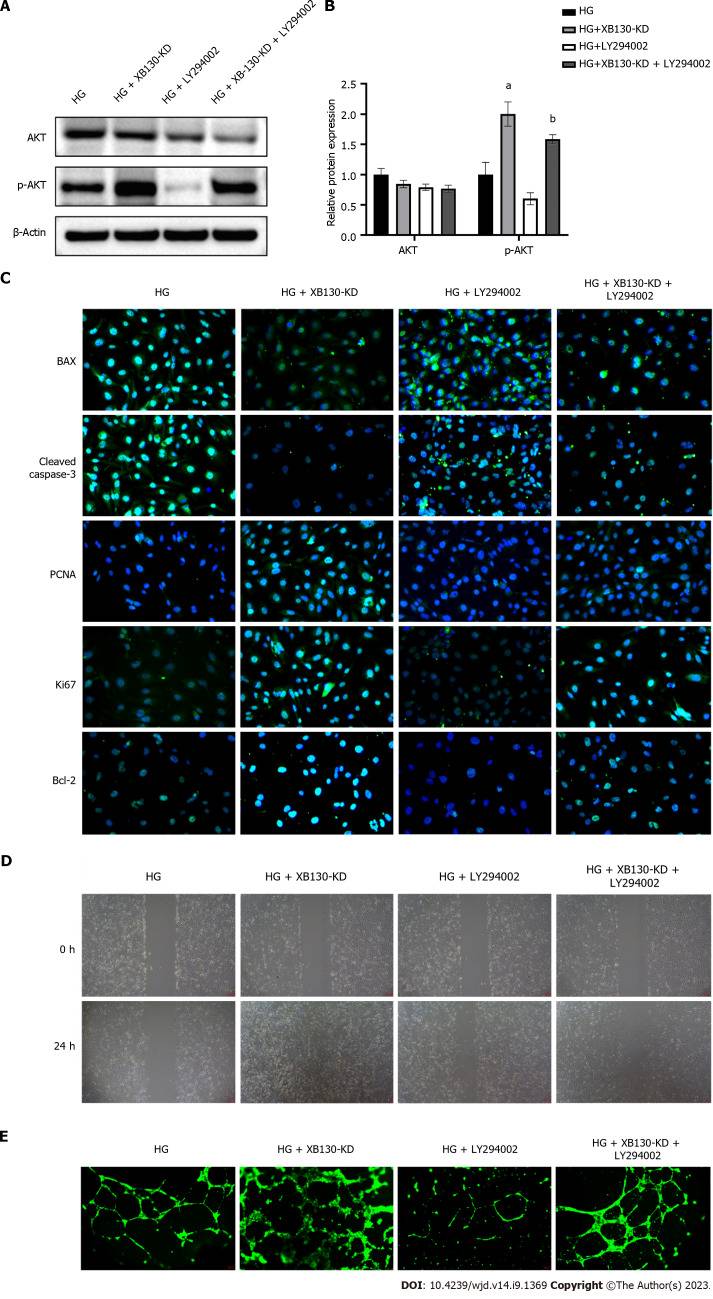 A
HG
HG + XB130-KD
HG + LY294002
HG + XB-130-KD + LY294002
AKT
p-AKT
β-Actin
B
HG
HG+XB130-KD
HG+LY294002
HG+XB130-KD + LY294002
Relative protein expression
2.5
2.0
1.5
1.0
0.5
0.0
a
b
AKT
p-AKT
C
HG
HG + XB130-KD
HG + LY294002
HG + XB130-KD +
LY294002
BAX
Cleaved
caspase-3
PCNA
Ki67
Bcl-2
D
HG
HG + XB130-KD
HG + LY294002
HG + XB130-KD +
LY294002
0 h
24 h
E
HG
HG + XB130-KD
HG + LY294002
HG + XB130-KD +
LY294002
DOI: 10.4239/wjd.v14.i9.1369 Copyright ©The Author(s) 2023.